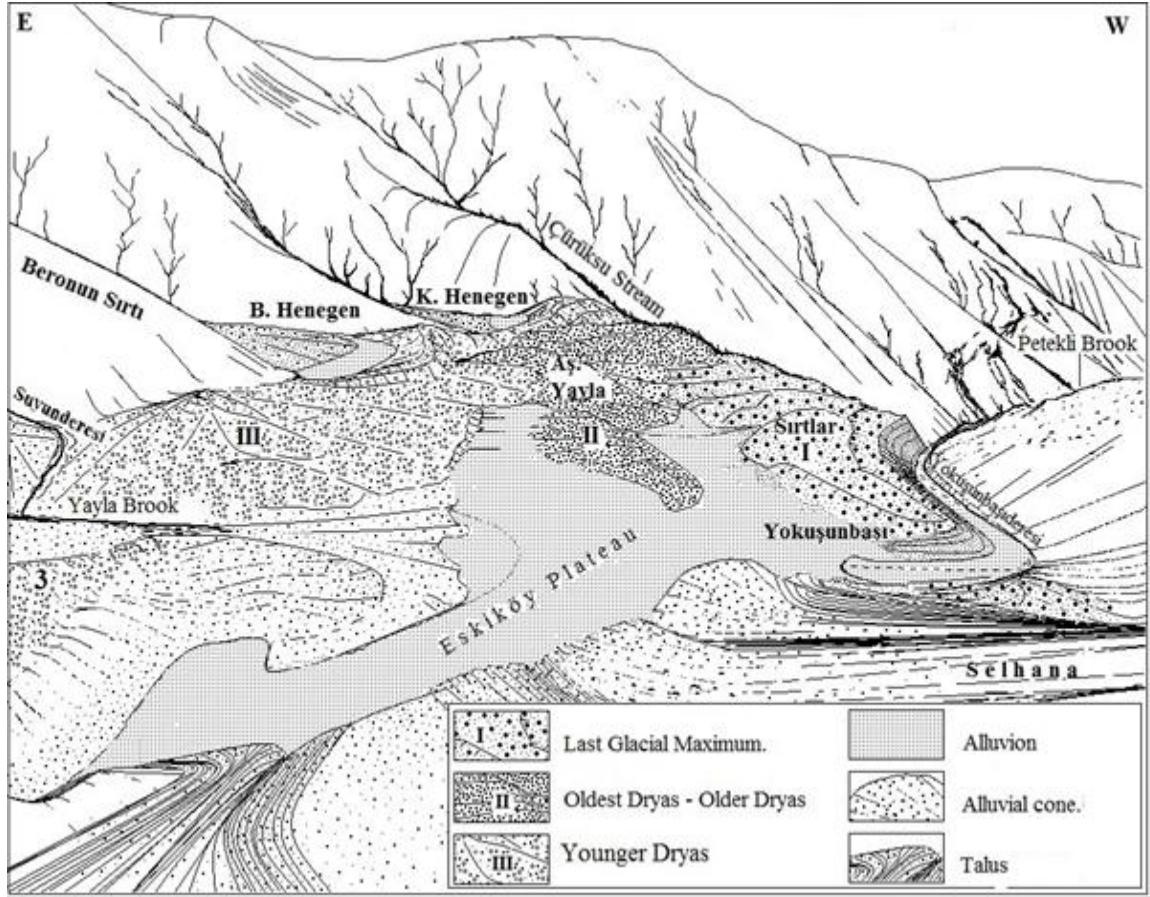 E
W
Beronun Sırtı
B. Henegen
K. Henegen
Çürüksu Stream
Petekli Brook
Aş.
Yayla
Suyunderesi
III
II
Sırtlar
I
Yayla Brook
Yokuşunbaşı
3
Eskiköy Plateau
Selhana
I
Last Glacial Maximum.
Alluvion
II
Oldest Dryas - Older Dryas
Alluvial cone.
III
Younger Dryas
Talus